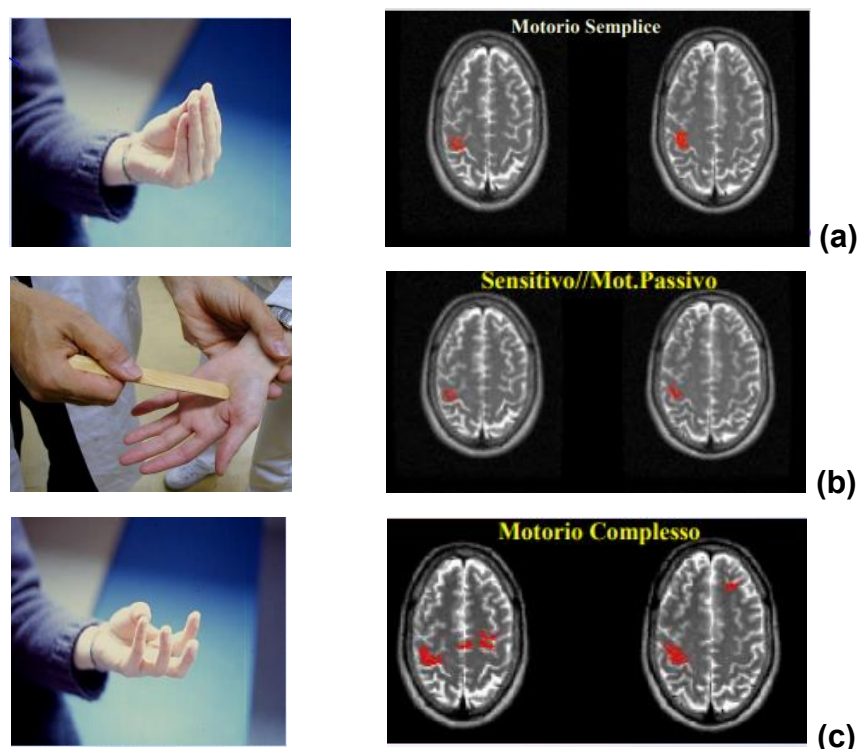 Motorio Semplice
(a)
Sensitivo//Mot.Passivo
(b)
Motorio Complesso
(c)